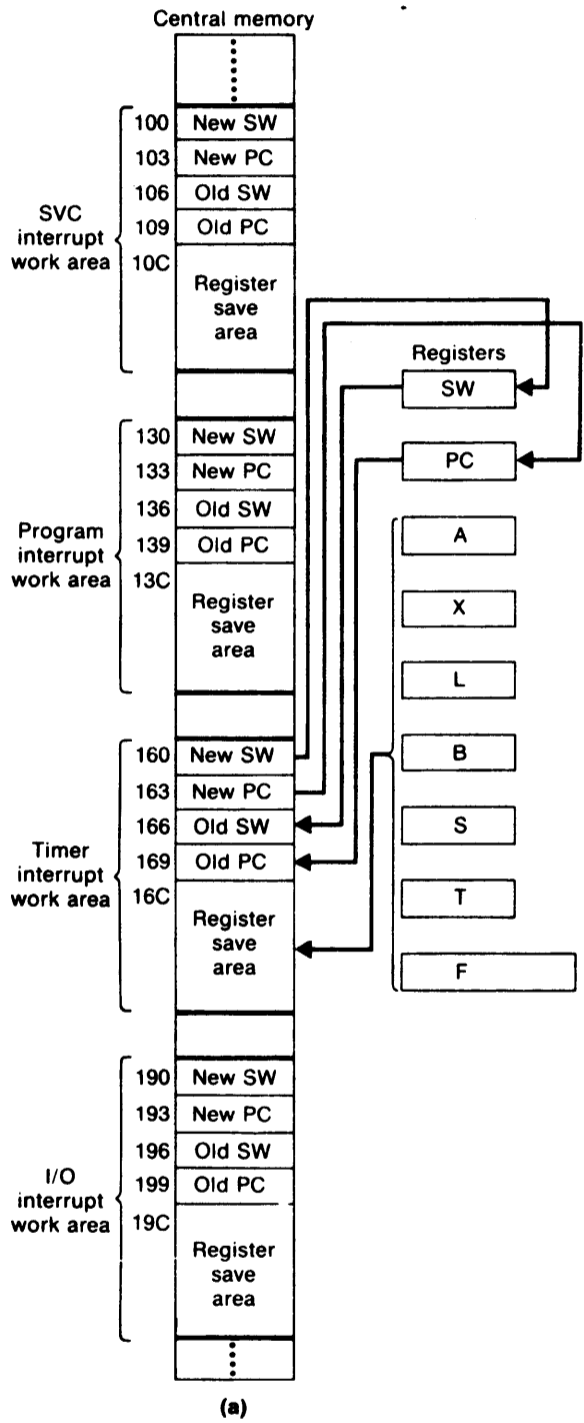 Central memory
100 New SW
103 New PC
106 Old SW
109 Old PC
10C
SVC
interrupt
work area
Register
save
area
Registers
SW
PC
A
X
L
B
S
T
F
130 New SW
133 New PC
136 Old SW
139 Old PC
13C
Program
interrupt
work area
Register
save
area
160 New SW
163 New PC
166 Old SW
169 Old PC
16C
Timer
interrupt
work area
Register
save
area
190 New SW
193 New PC
196 Old SW
199 Old PC
19C
I/O
interrupt
work area
Register
save
area
(a)